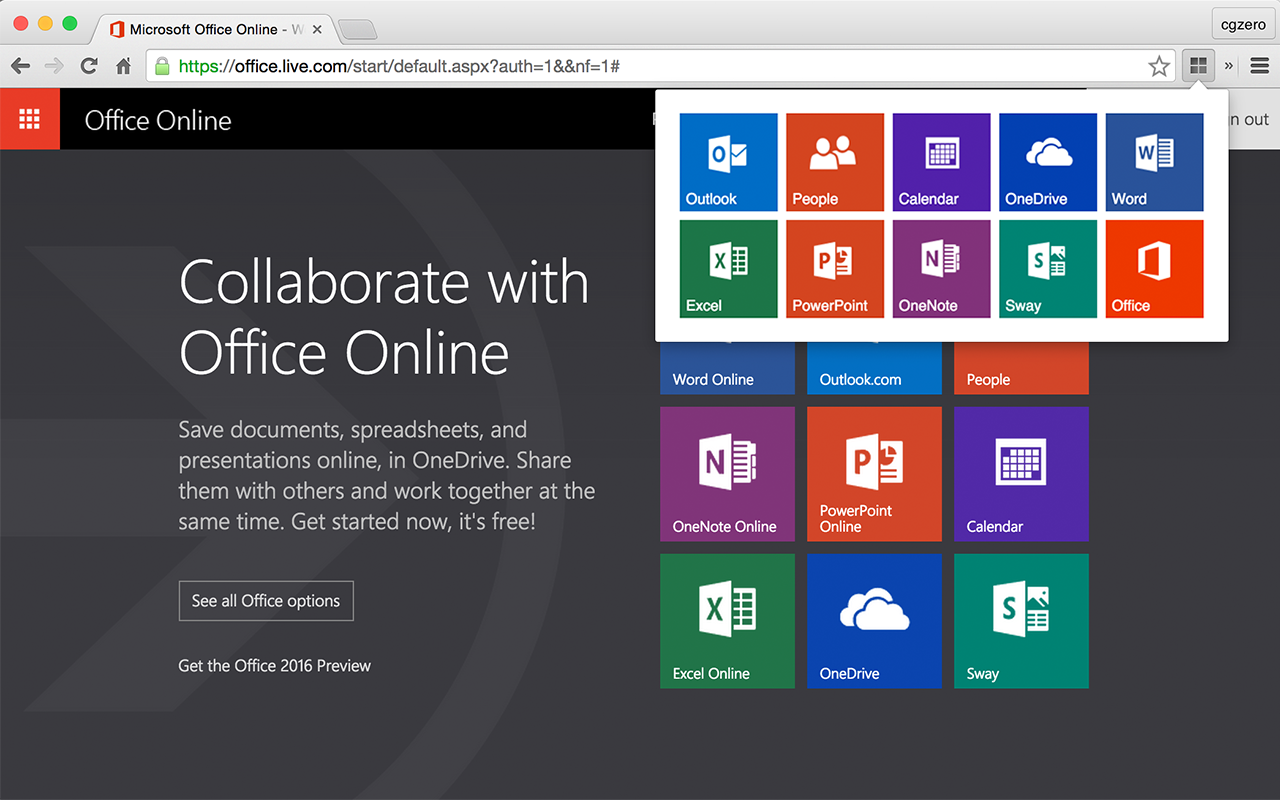 Microsoft Office Online - W
cgzero
https://office.live.com/start/default.aspx?auth=1&&nf=1#
»
Office Online
n out
Outlook
People
Calendar
OneDrive
Word
Excel
PowerPoint
OneNote
Sway
Office
Collaborate with
Office Online
Save documents, spreadsheets, and
presentations online, in OneDrive. Share
them with others and work together at the
same time. Get started now, it's free!
See all Office options
Get the Office 2016 Preview
Word Online
Outlook.com
People
OneNote Online
PowerPoint
Online
Calendar
Excel Online
OneDrive
Sway